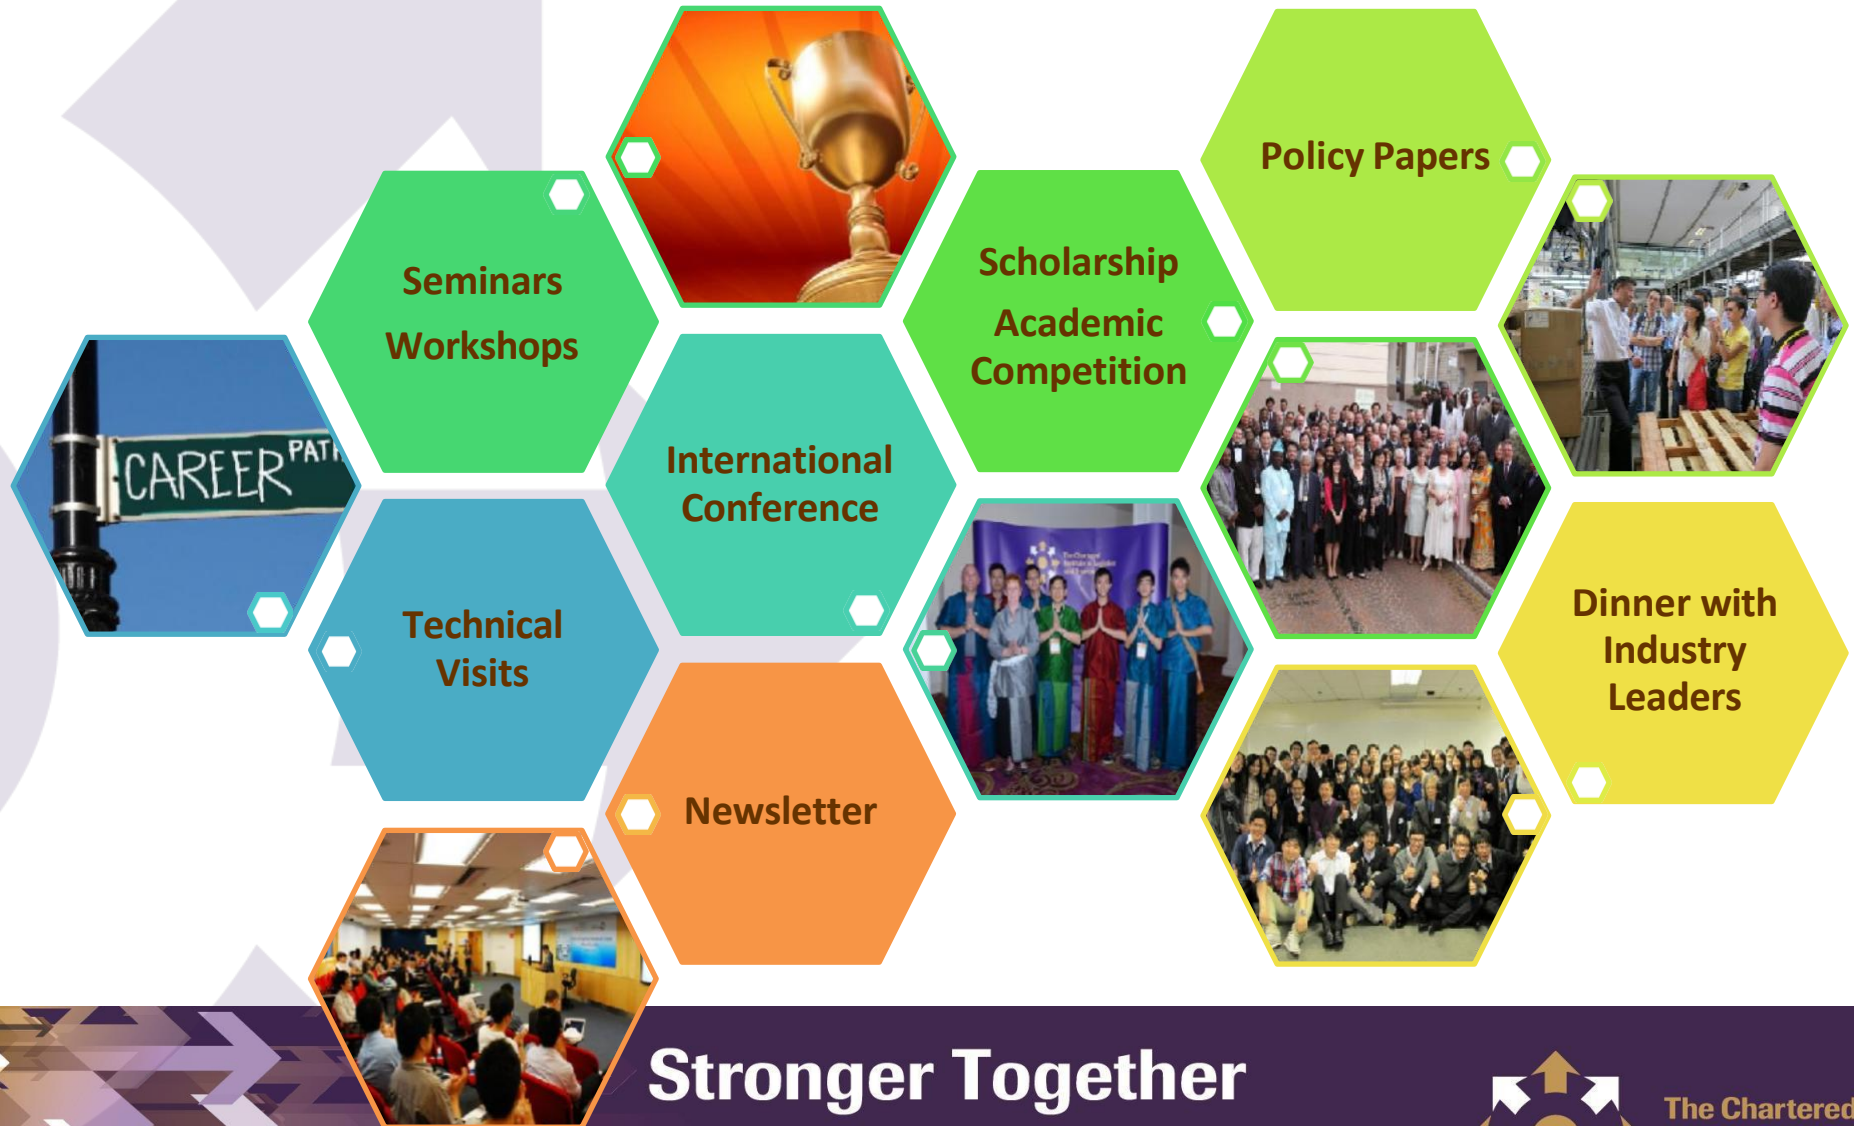 Policy Papers
Seminars
Workshops
Scholarship
Academic
Competition
CAREER PATH
International
Conference
Technical
Visits
Dinner with
Industry
Leaders
Newsletter
Stronger Together
The Chartered